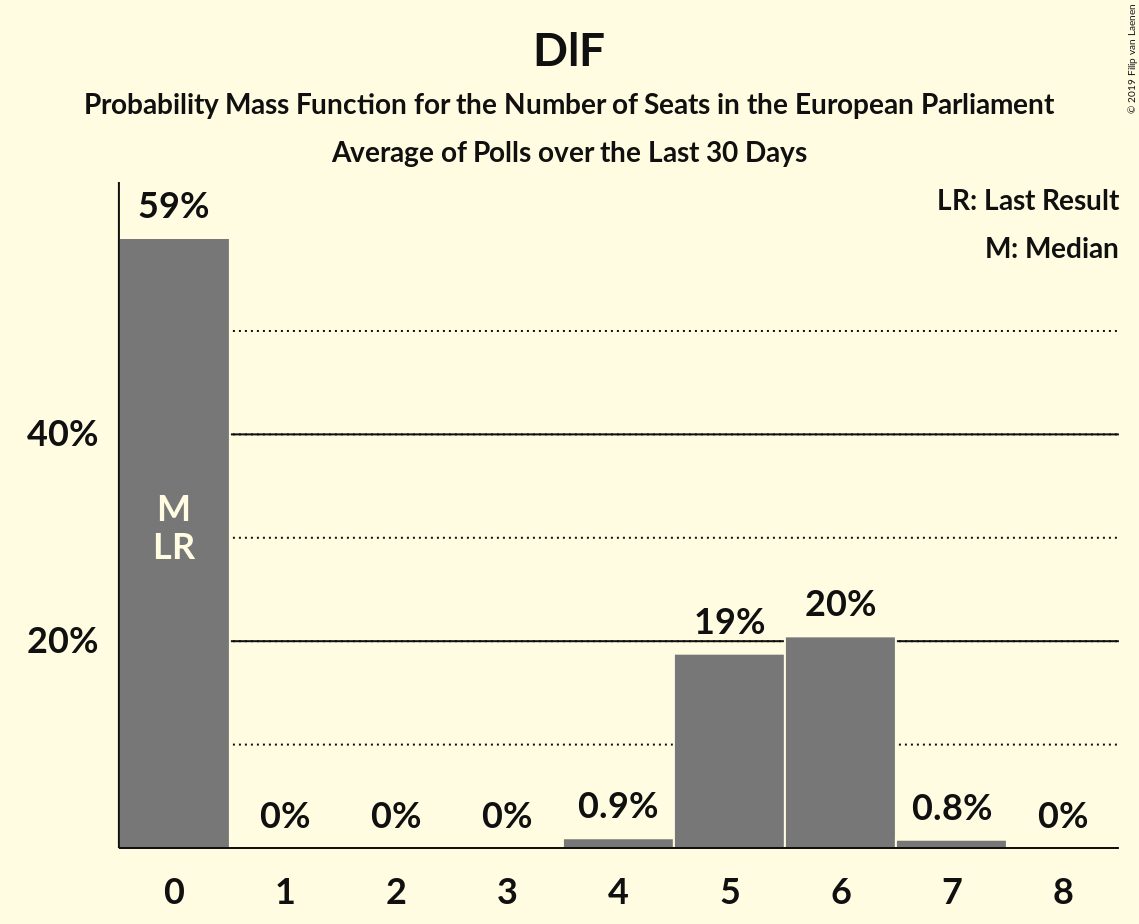 DIF
Probability Mass Function for the Number of Seats in the European Parliament
Average of Polls over the Last 30 Days
© 2019 Filip van Laenen
LR: Last Result
M: Median
59%
40%
20%
M
LR
0%
0%
0%
0.9%
19%
20%
0.8%
0%
0 1 2 3 4 5 6 7 8